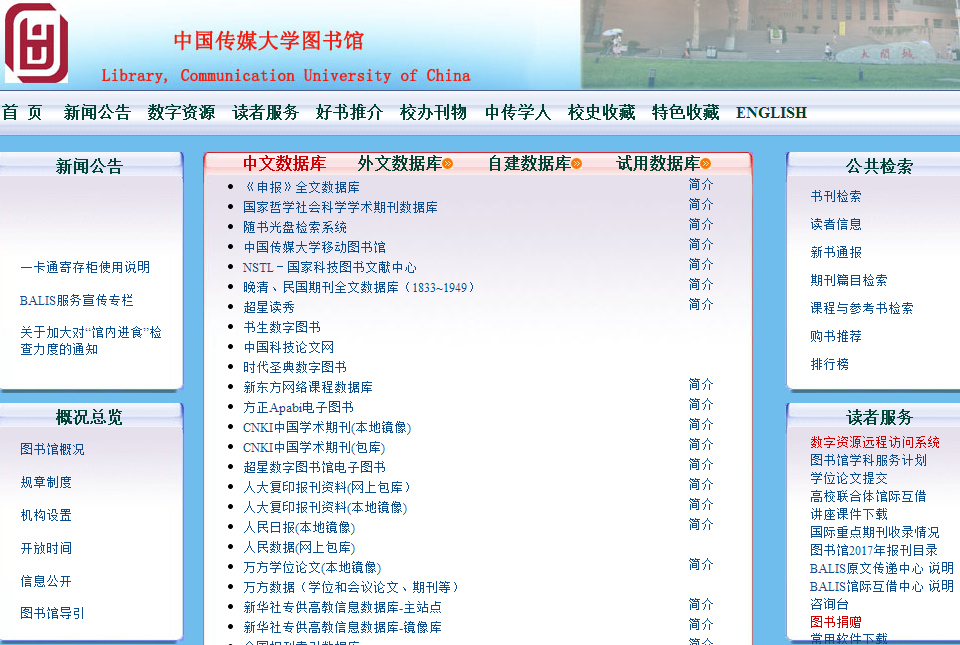 中国传媒大学图书馆
Library, Communication University of China
首 页 新闻公告 数字资源 读者服务 好书推介 校办刊物 中传学人 校史收藏 特色收藏 ENGLISH
新闻公告
一卡通寄存柜使用说明
BALIS服务宣传专栏
关于加大对“馆内进食”检
查力度的通知
概况总览
图书馆概况
规章制度
机构设置
开放时间
信息公开
图书馆导引
中文数据库 外文数据库 自建数据库 试用数据库
《申报》全文数据库 简介
国家哲学社会科学学术期刊数据库 简介
随书光盘检索系统 简介
中国传媒大学移动图书馆 简介
NSTL－国家科技图书文献中心 简介
晚清、民国期刊全文数据库（1833~1949） 简介
超星读秀 简介
书生数字图书
中国科技论文网
时代圣典数字图书
新东方网络课程数据库 简介
方正Apabi电子图书 简介
CNKI中国学术期刊(本地镜像) 简介
CNKI中国学术期刊(包库) 简介
超星数字图书馆电子图书 简介
人大复印报刊资料(网上包库） 简介
人大复印报刊资料(本地镜像) 简介
人民日报(本地镜像) 简介
人民数据(网上包库)
万方学位论文(本地镜像) 简介
万方数据（学位和会议论文、期刊等）
新华社专供高教信息数据库-主站点 简介
新华社专供高教信息数据库-镜像库 简介
全国报刊索引数据库 简介
公共检索
书刊检索
读者信息
新书通报
期刊篇目检索
课程与参考书检索
购书推荐
排行榜
读者服务
数字资源远程访问系统
图书馆学科服务计划
学位论文提交
高校联合体馆际互借
讲座课件下载
国际重点期刊收录情况
图书馆2017年报刊目录
BALIS原文传递中心 说明
BALIS馆际互借中心 说明
咨询台
图书捐赠
常用软件下载